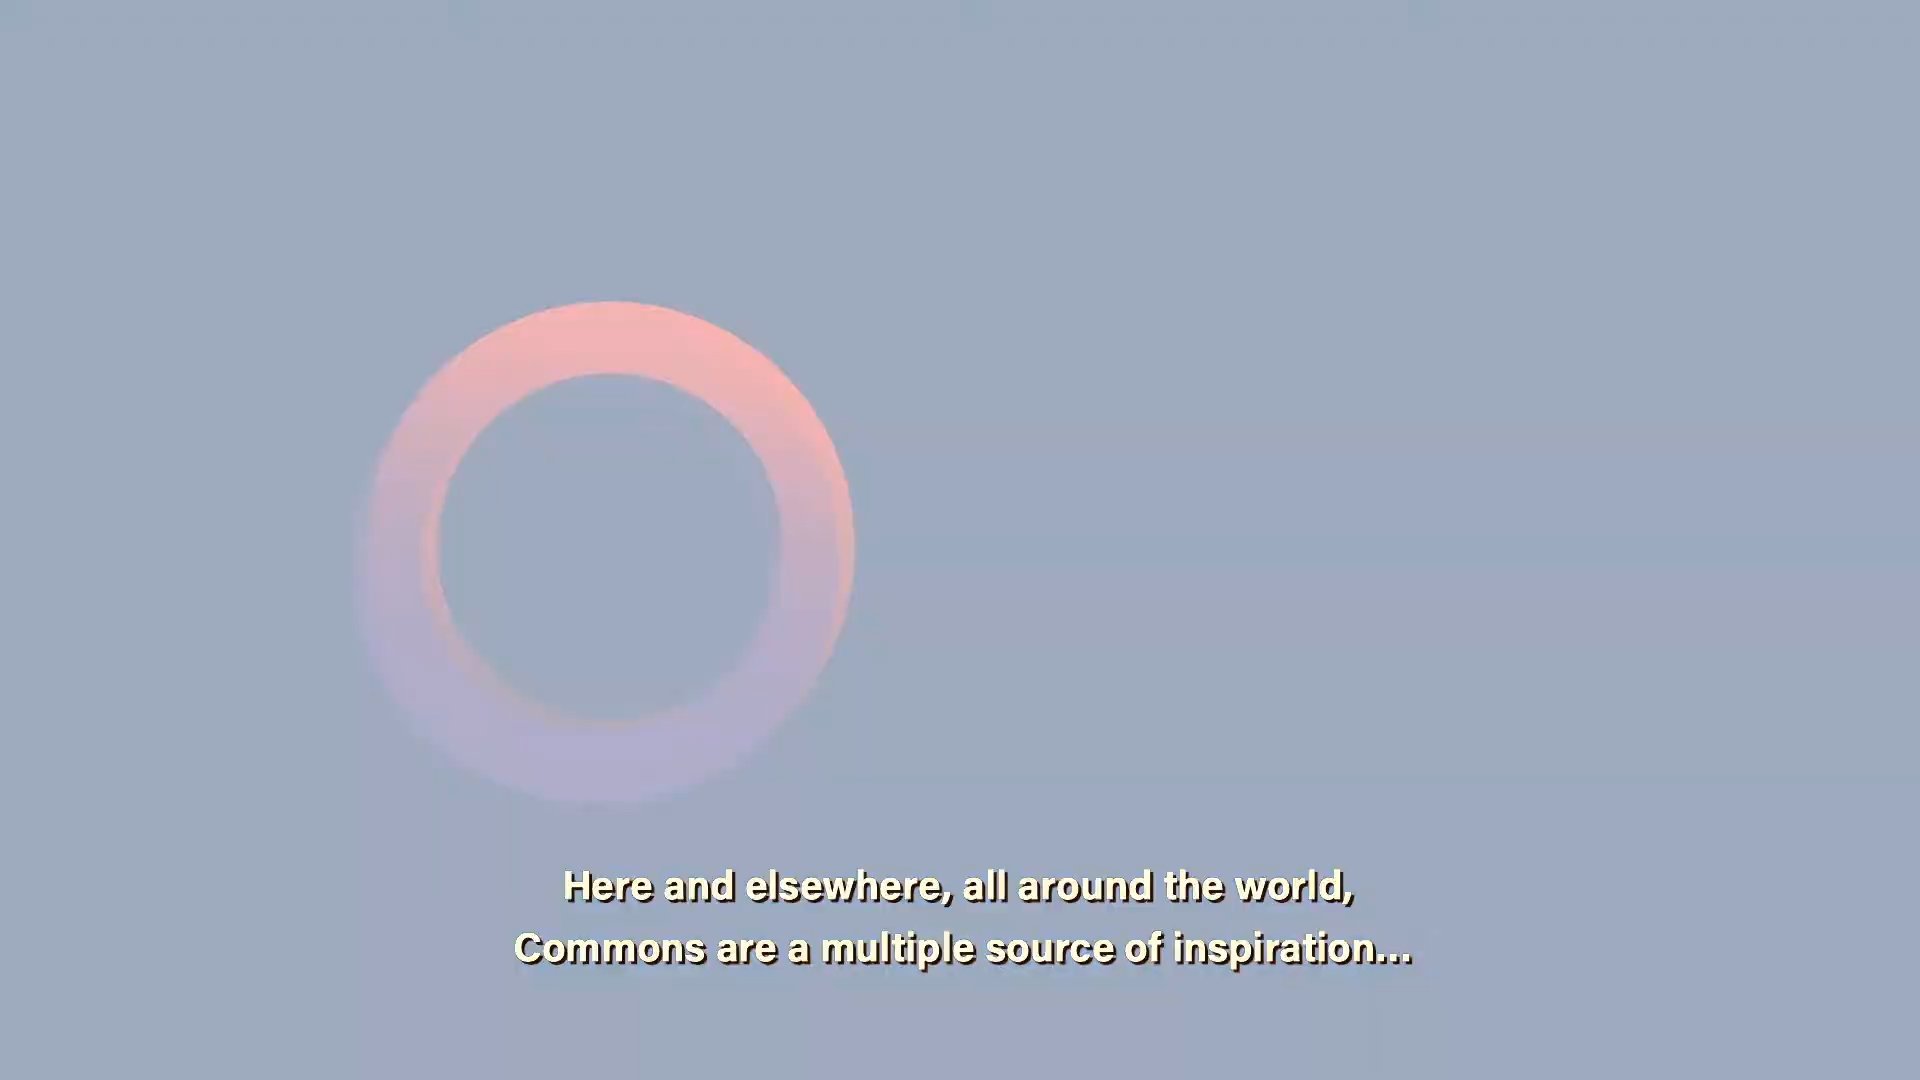 Here and elsewhere, all around the world,
Commons are a multiple source of inspiration...